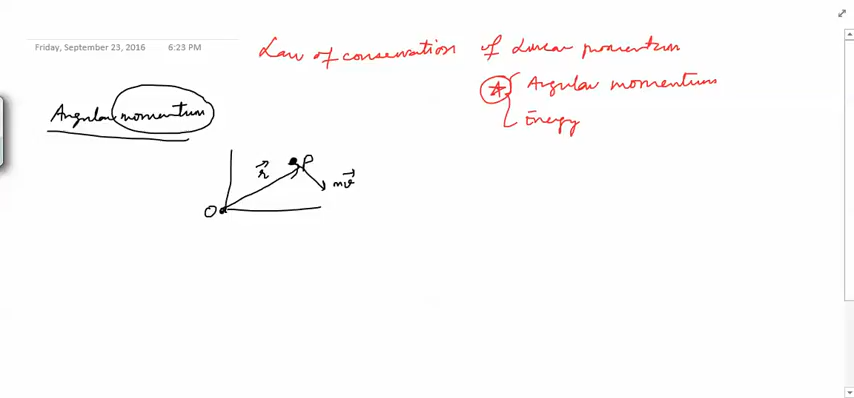 Friday, September 23, 2016 6:23 PM
Law of conservation of Linear momentum
Angular momentum
Energy
Angular momentum
r⃗ P
mv⃗
O